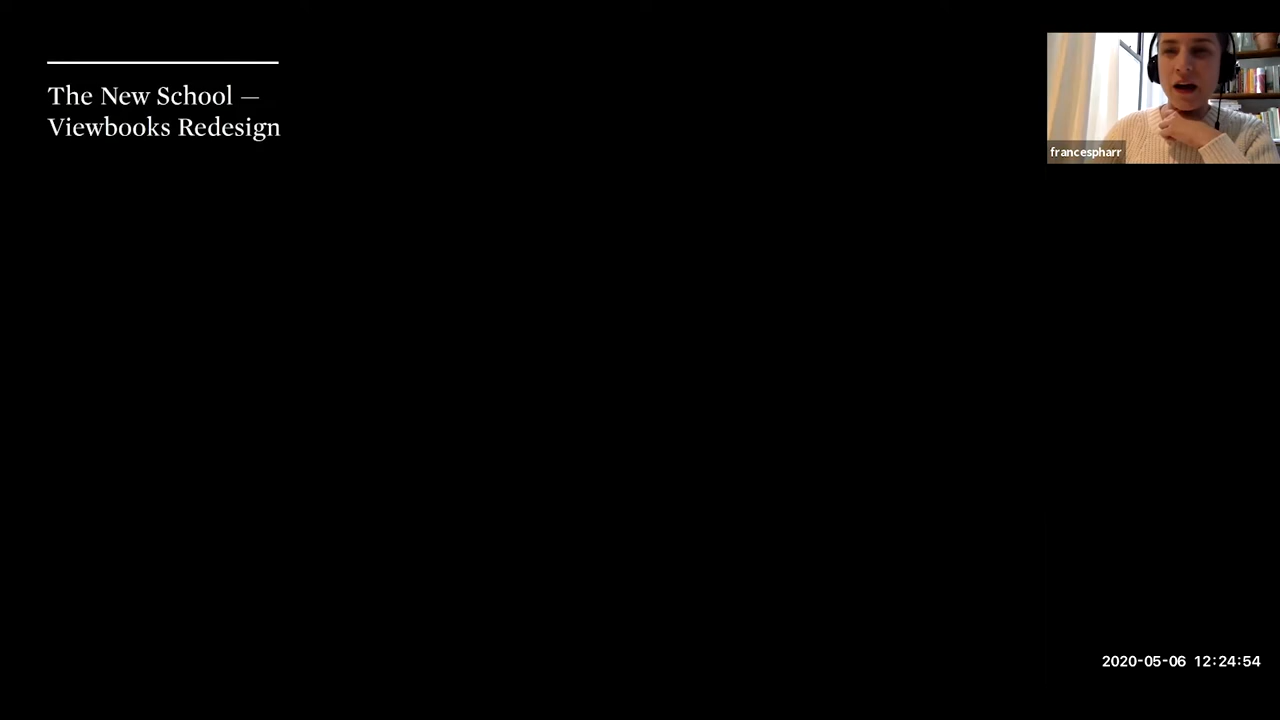 The New School —
Viewbooks Redesign
francespharr
2020-05-06 12:24:54